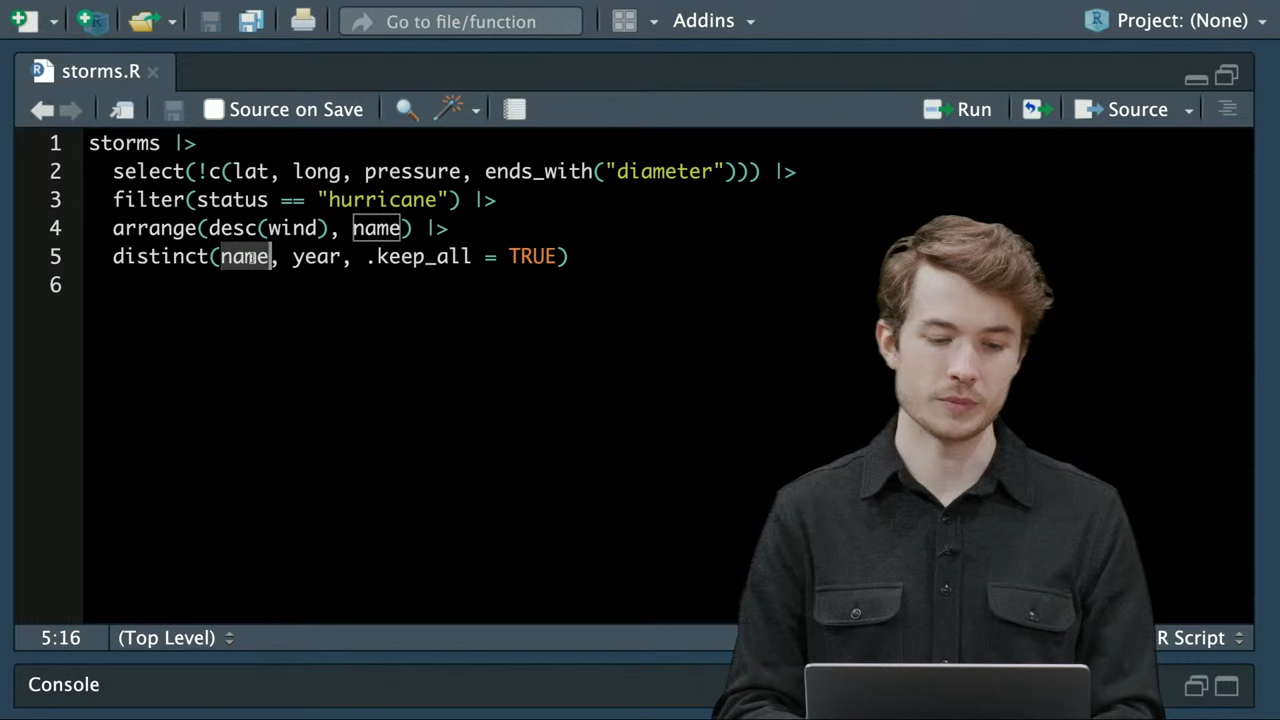 Go to file/function
Addins
Project: (None)
storms.R
Source on Save
Run
Source
1 storms |>
2 select(!c(lat, long, pressure, ends_with("diameter"))) |>
3 filter(status == "hurricane") |>
4 arrange(desc(wind), name) |>
5 distinct(name, year, .keep_all = TRUE)
6
5:16
(Top Level)
R Script
Console